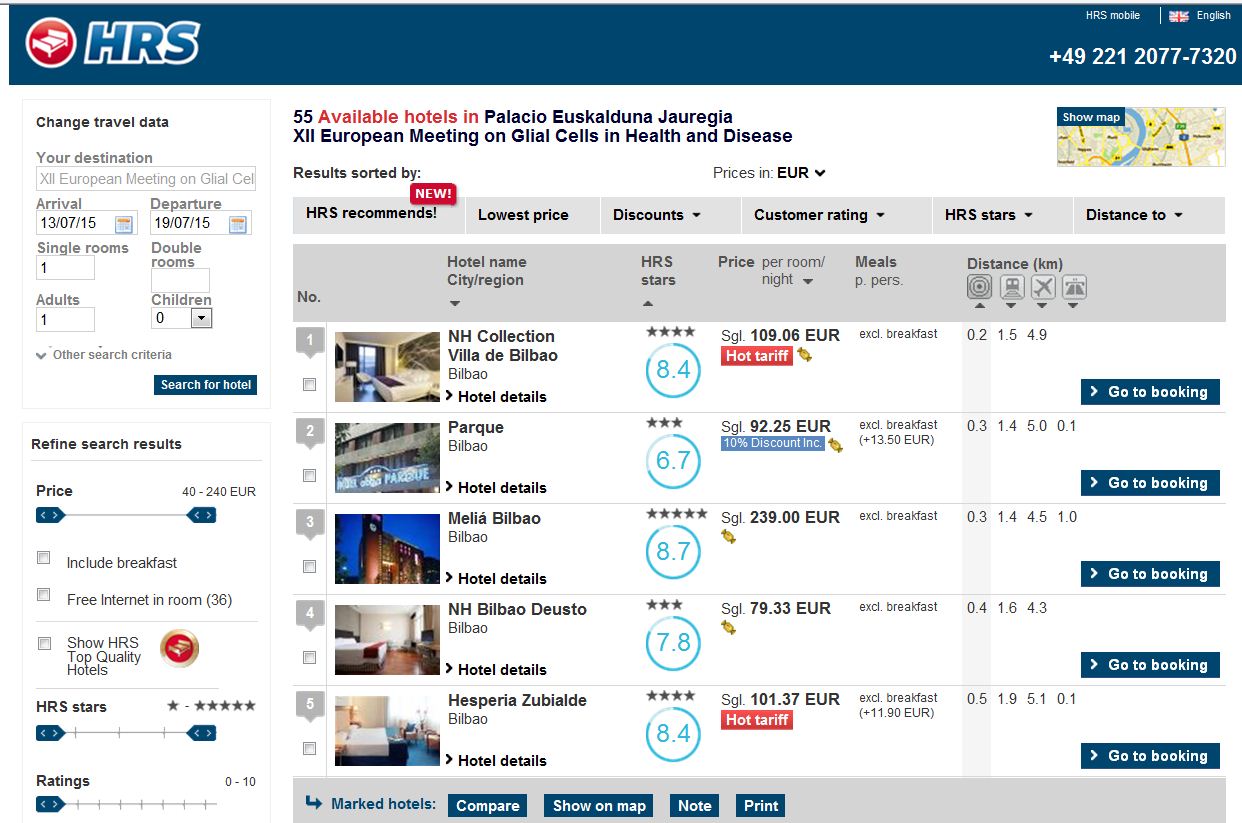 HRS
HRS mobile
English
+49 221 2077-7320
Change travel data
Your destination
XII European Meeting on Glial Cel
Arrival
Departure
13/07/15
19/07/15
Single rooms
Double rooms
1
Adults
Children
1
0
Other search criteria
Search for hotel
Refine search results
Price
40 - 240 EUR
Include breakfast
Free Internet in room (36)
Show HRS
Top Quality
Hotels
HRS stars
★ - ★★★★★
Ratings
0 - 10
55 Available hotels in Palacio Euskalduna Jauregia
XII European Meeting on Glial Cells in Health and Disease
Show map
Results sorted by:
Prices in: EUR
NEW!
HRS recommends!
Lowest price
Discounts
Customer rating
HRS stars
Distance to
No.
Hotel name
City/region
HRS
stars
Price per room/
night
Meals
p. pers.
Distance (km)
1
NH Collection
Villa de Bilbao
Bilbao
Hotel details
★★★★
8.4
Sgl. 109.06 EUR
Hot tariff
excl. breakfast
0.2 1.5 4.9
Go to booking
2
PARQUE
Parque
Bilbao
Hotel details
★★★
6.7
Sgl. 92.25 EUR
10% Discount Inc.
excl. breakfast
(+13.50 EUR)
0.3 1.4 5.0 0.1
Go to booking
3
Meliá Bilbao
Bilbao
Hotel details
★★★★★
8.7
Sgl. 239.00 EUR
excl. breakfast
0.3 1.4 4.5 1.0
Go to booking
4
NH Bilbao Deusto
Bilbao
Hotel details
★★★
7.8
Sgl. 79.33 EUR
excl. breakfast
0.4 1.6 4.3
Go to booking
5
Hesperia Zubialde
Bilbao
Hotel details
★★★★
8.4
Sgl. 101.37 EUR
Hot tariff
excl. breakfast
(+11.90 EUR)
0.5 1.9 5.1 0.1
Go to booking
Marked hotels:
Compare
Show on map
Note
Print